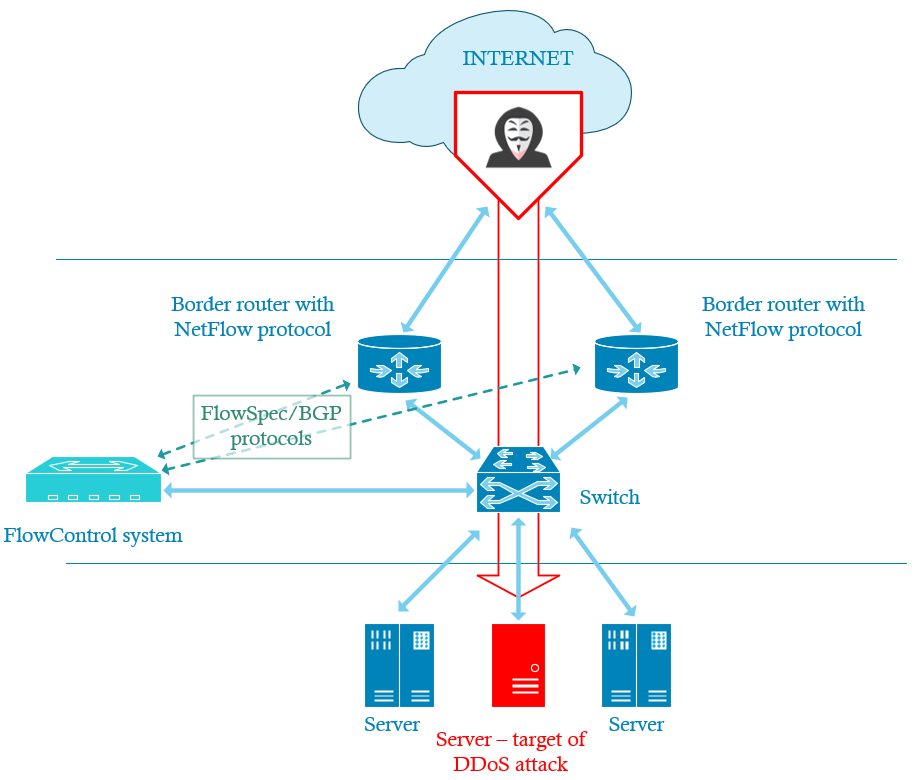 INTERNET
Border router with
NetFlow protocol
Border router with
NetFlow protocol
FlowSpec/BGP
protocols
Switch
FlowControl system
Server
Server – target of
DDoS attack
Server